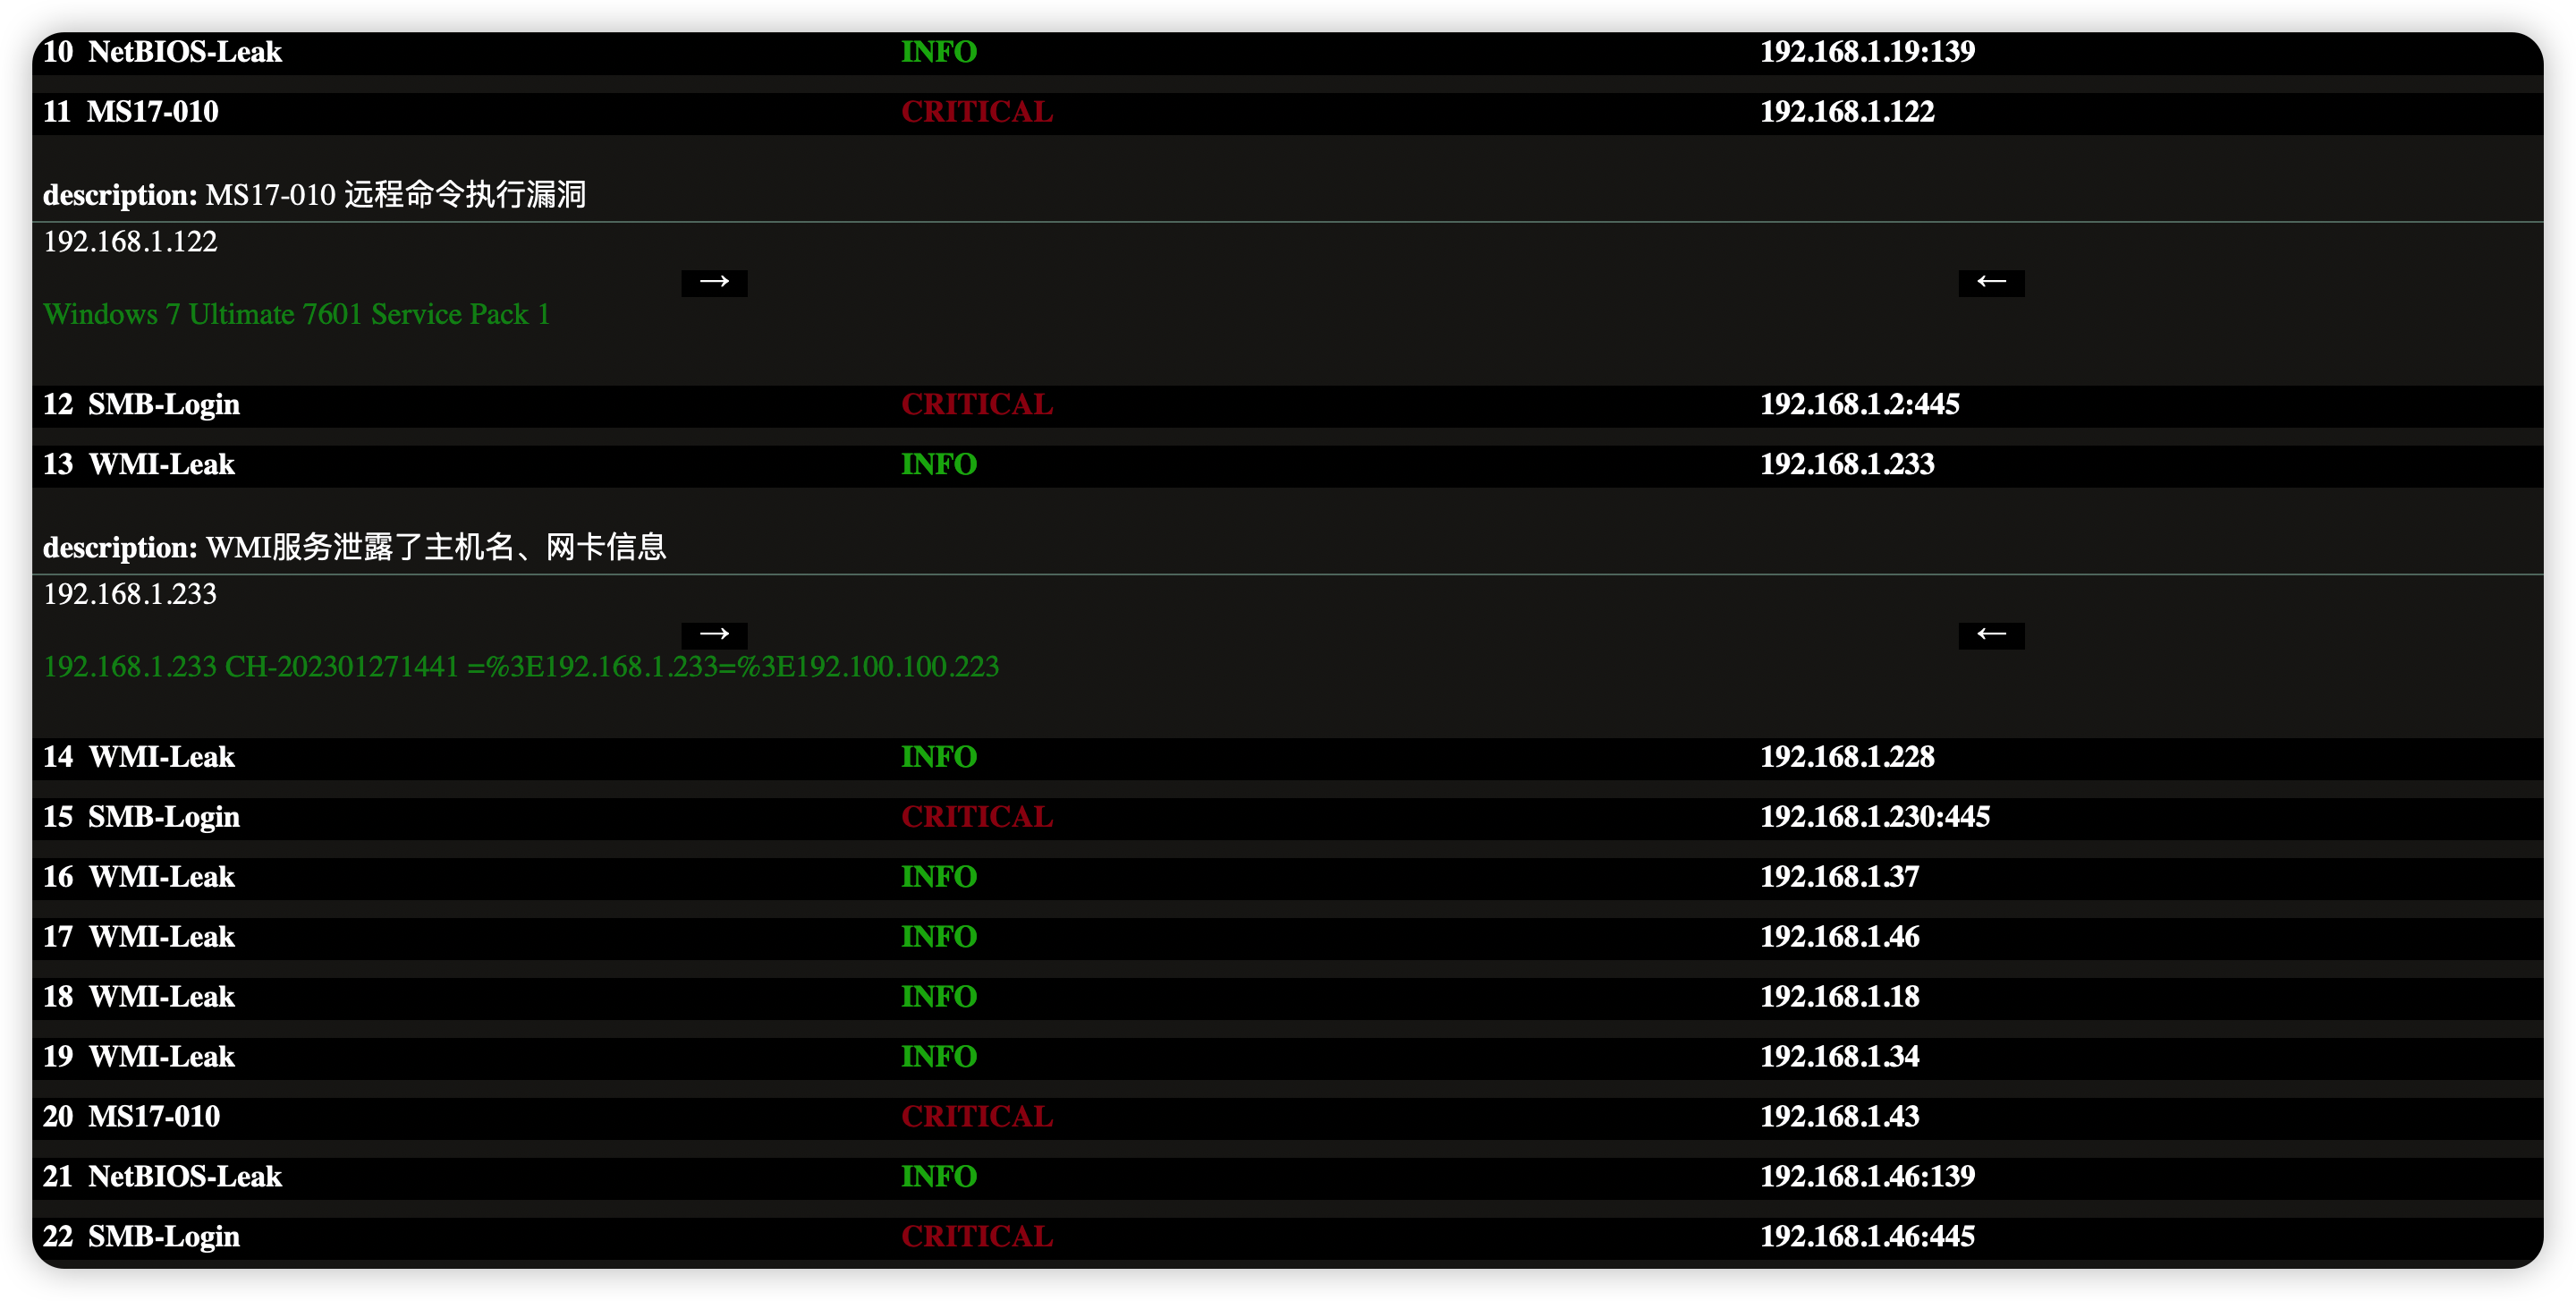 10 NetBIOS-Leak INFO 192.168.1.19:139
11 MS17-010 CRITICAL 192.168.1.122
description: MS17-010 远程命令执行漏洞
192.168.1.122
→ ←
Windows 7 Ultimate 7601 Service Pack 1
12 SMB-Login CRITICAL 192.168.1.2:445
13 WMI-Leak INFO 192.168.1.233
description: WMI服务泄露了主机名、网卡信息
192.168.1.233
→ ←
192.168.1.233 CH-202301271441 =%3E192.168.1.233=%3E192.100.100.223
14 WMI-Leak INFO 192.168.1.228
15 SMB-Login CRITICAL 192.168.1.230:445
16 WMI-Leak INFO 192.168.1.37
17 WMI-Leak INFO 192.168.1.46
18 WMI-Leak INFO 192.168.1.18
19 WMI-Leak INFO 192.168.1.34
20 MS17-010 CRITICAL 192.168.1.43
21 NetBIOS-Leak INFO 192.168.1.46:139
22 SMB-Login CRITICAL 192.168.1.46:445